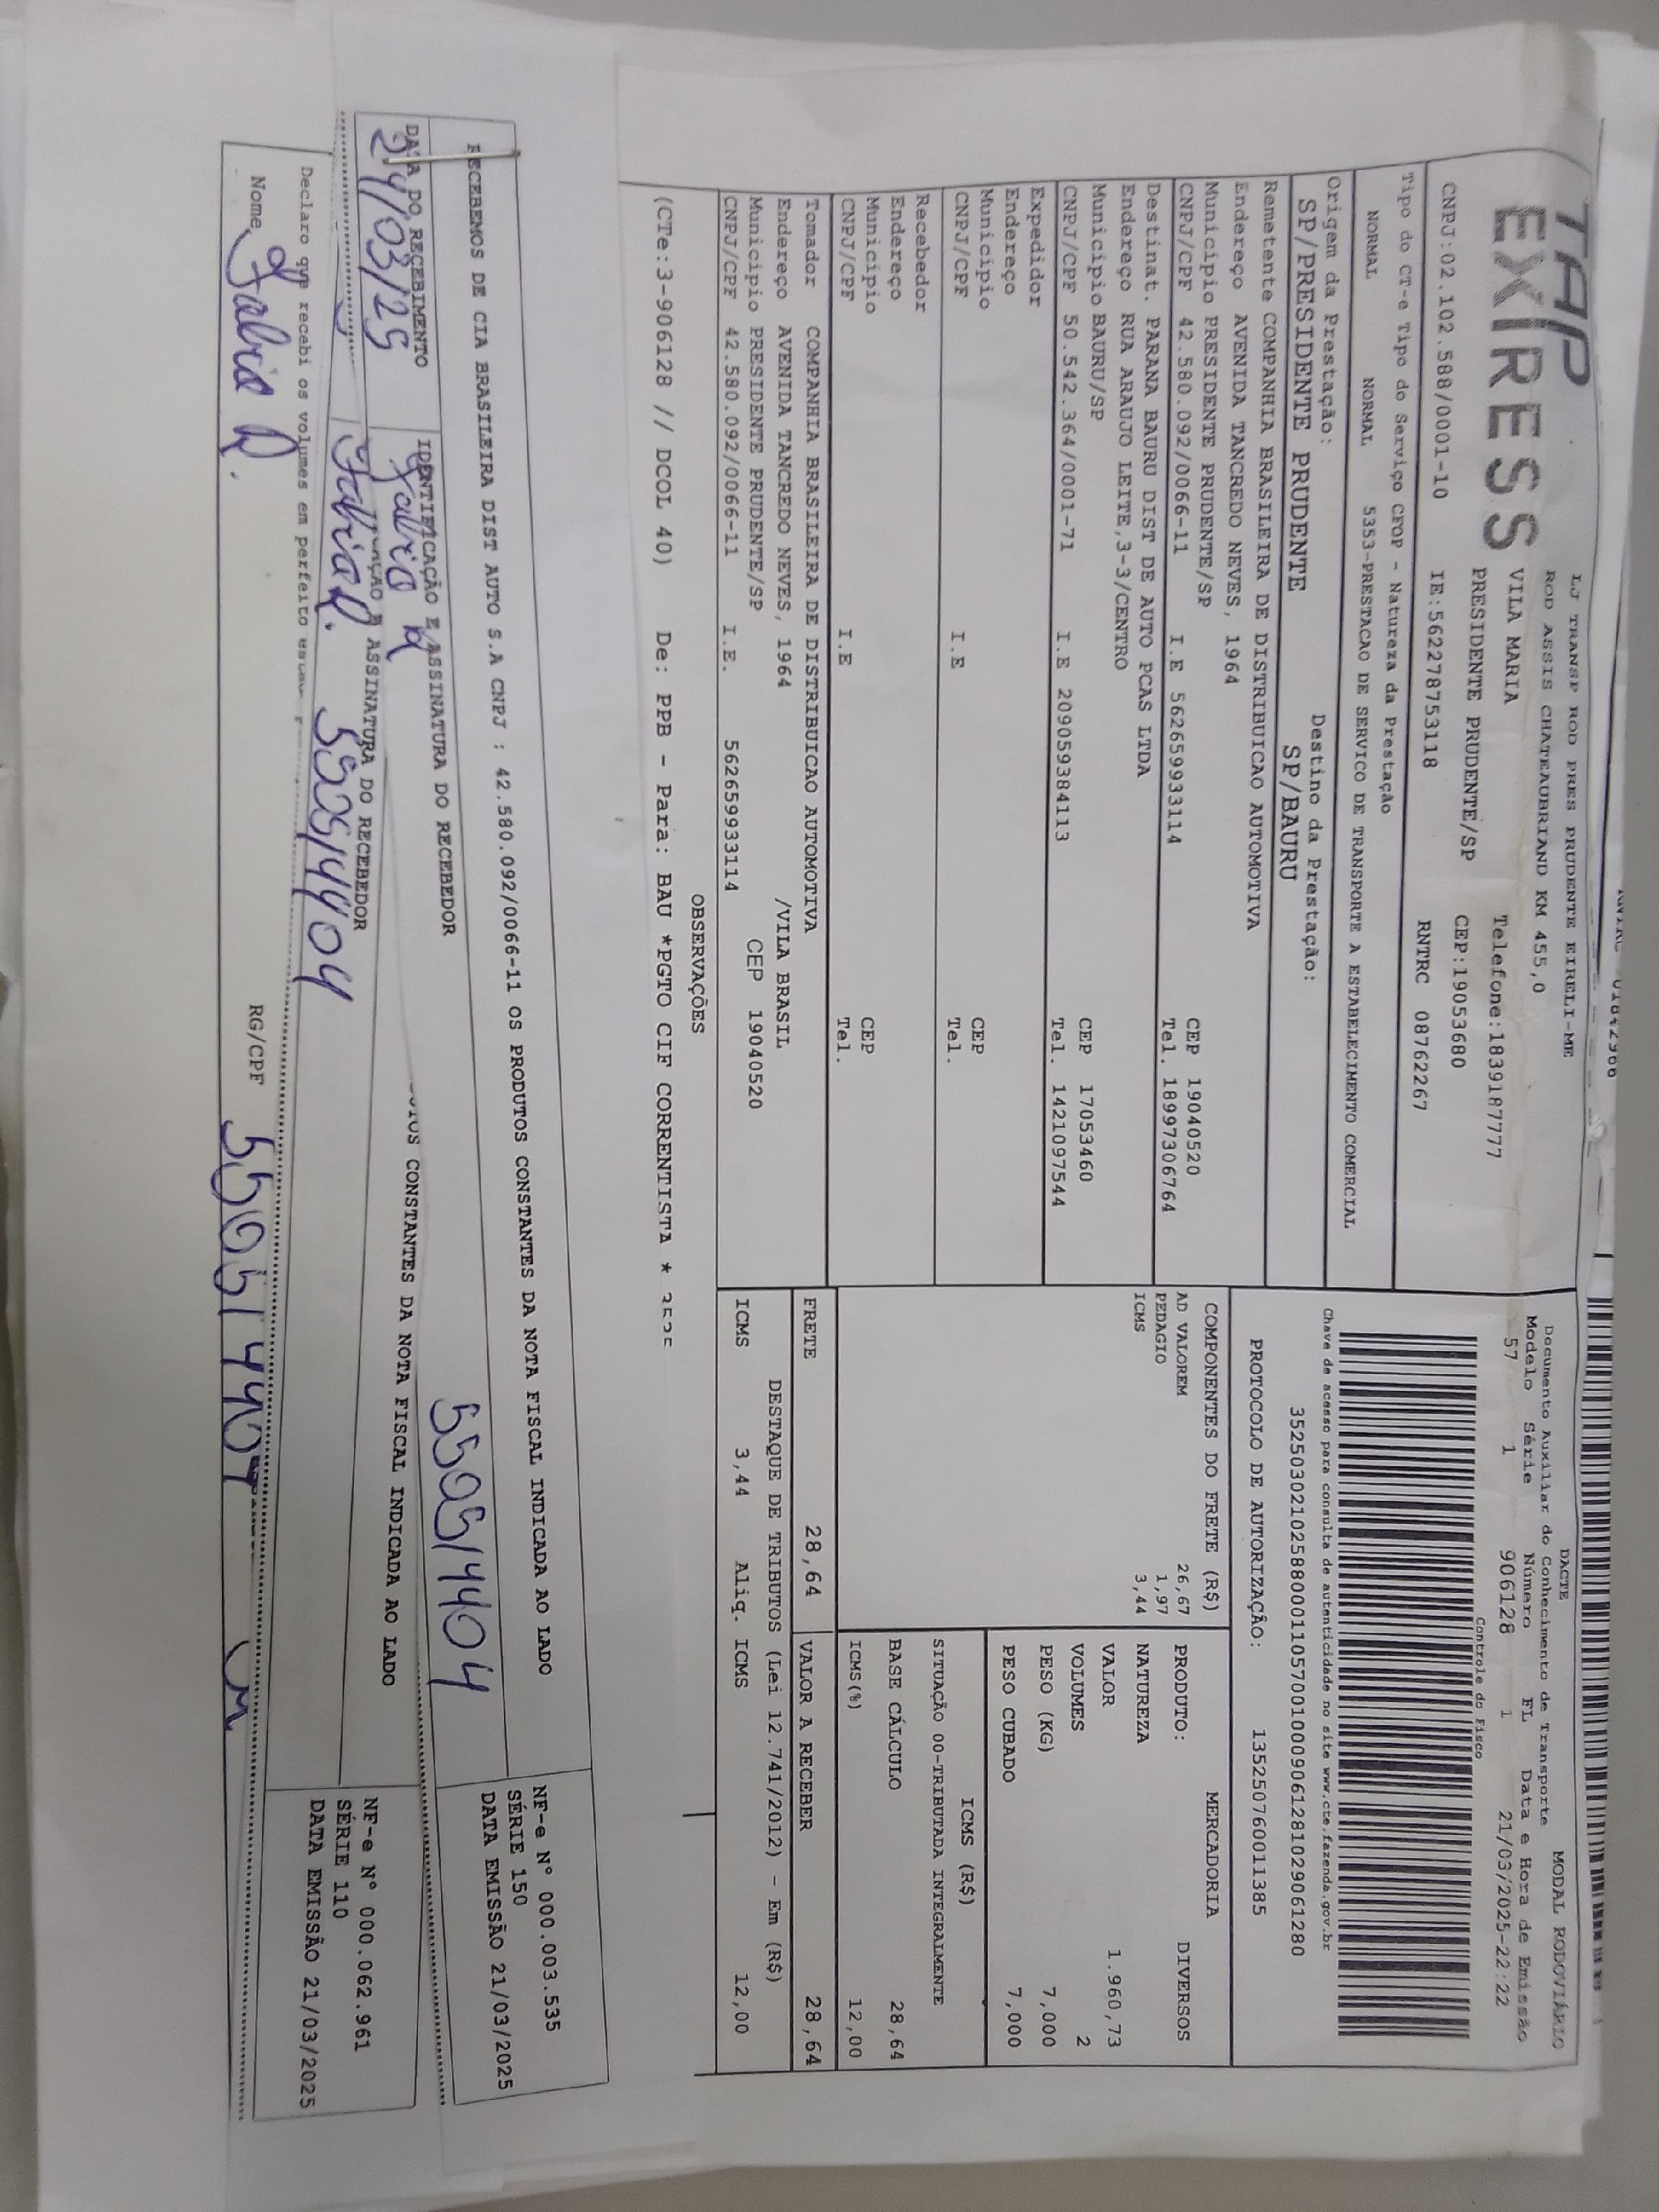 TAP
EXPRESS
LJ TRANSP ROD PRES PRUDENTE EIRELI-ME
ROD ASSIS CHATEAUBRIAND KM 455,0
VILA MARIA
Telefone:1839187777
PRESIDENTE PRUDENTE/SP
CEP:19053680
CNPJ:02.102.588/0001-10
IE:562278753118
RNTRC 08762267
Tipo do CT-e Tipo do Serviço CFOP - Natureza da Prestação
NORMAL NORMAL 5353-PRESTACAO DE SERVICO DE TRANSPORTE A ESTABELECIMENTO COMERCIAL
Origem da Prestação: Destino da Prestação:
SP/PRESIDENTE PRUDENTE SP/BAURU
Remetente COMPANHIA BRASILEIRA DE DISTRIBUICAO AUTOMOTIVA
Endereço AVENIDA TANCREDO NEVES, 1964
Município PRESIDENTE PRUDENTE/SP CEP 19040520
CNPJ/CPF 42.580.092/0066-11 I.E 562659933114 Tel. 18997306764
Destinat. PARANA BAURU DIST DE AUTO PCAS LTDA
Endereço RUA ARAUJO LEITE,3-3/CENTRO
Município BAURU/SP CEP 17053460
CNPJ/CPF 50.542.364/0001-71 I.E 209059384113 Tel. 1421097544
Expedidor
Endereço
Município CEP
CNPJ/CPF I.E Tel.
Recebedor
Endereço
Município CEP
CNPJ/CPF I.E Tel.
Tomador COMPANHIA BRASILEIRA DE DISTRIBUICAO AUTOMOTIVA
Endereço AVENIDA TANCREDO NEVES, 1964 /VILA BRASIL
Município PRESIDENTE PRUDENTE/SP CEP 19040520
CNPJ/CPF 42.580.092/0066-11 I.E. 562659933114
DACTE
MODAL RODOVIÁRIO
Documento Auxiliar do Conhecimento de Transporte
Modelo Série Número FL Data e Hora de Emissão
57 1 906128 1 21/03/2025-22:22
Controle do Fisco
Chave de acesso para consulta de autenticidade no site www.cte.fazenda.gov.br
35250302102588000110570010009061281029061280
PROTOCOLO DE AUTORIZAÇÃO: 135250760011385
COMPONENTES DO FRETE (R$)
AD VALOREM 26,67
PEDAGIO 1,97
ICMS 3,44
MERCADORIA
PRODUTO: DIVERSOS
NATUREZA
VALOR 1.960,73
VOLUMES 2
PESO (KG) 7,000
PESO CUBADO 7,000
ICMS (R$)
SITUAÇÃO 00-TRIBUTADA INTEGRALMENTE
BASE CÁLCULO 28,64
ICMS(%) 12,00
FRETE 28,64 VALOR A RECEBER 28,64
DESTAQUE DE TRIBUTOS (Lei 12.741/2012) - Em (R$)
ICMS 3,44 Aliq. ICMS 12,00
OBSERVAÇÕES
(CTe:3-906128 // DCOL 40) De: PPB - Para: BAU *PGTO CIF CORRENTISTA *
RECEBEMOS DE CIA BRASILEIRA DIST AUTO S.A CNPJ : 42.580.092/0066-11 OS PRODUTOS CONSTANTES DA NOTA FISCAL INDICADA AO LADO
DATA DO RECEBIMENTO IDENTIFICAÇÃO E ASSINATURA DO RECEBEDOR
24/03/25 Fabio R 550514404
NF-e Nº 000.003.535
SÉRIE 150
DATA EMISSÃO 21/03/2025
CONSTANTES DA NOTA FISCAL INDICADA AO LADO
ASSINATURA DO RECEBEDOR
Fabio R. 550514404
NF-e Nº 000.062.961
SÉRIE 110
DATA EMISSÃO 21/03/2025
Declaro que recebi os volumes em perfeito
Nome Fabio R. RG/CPF